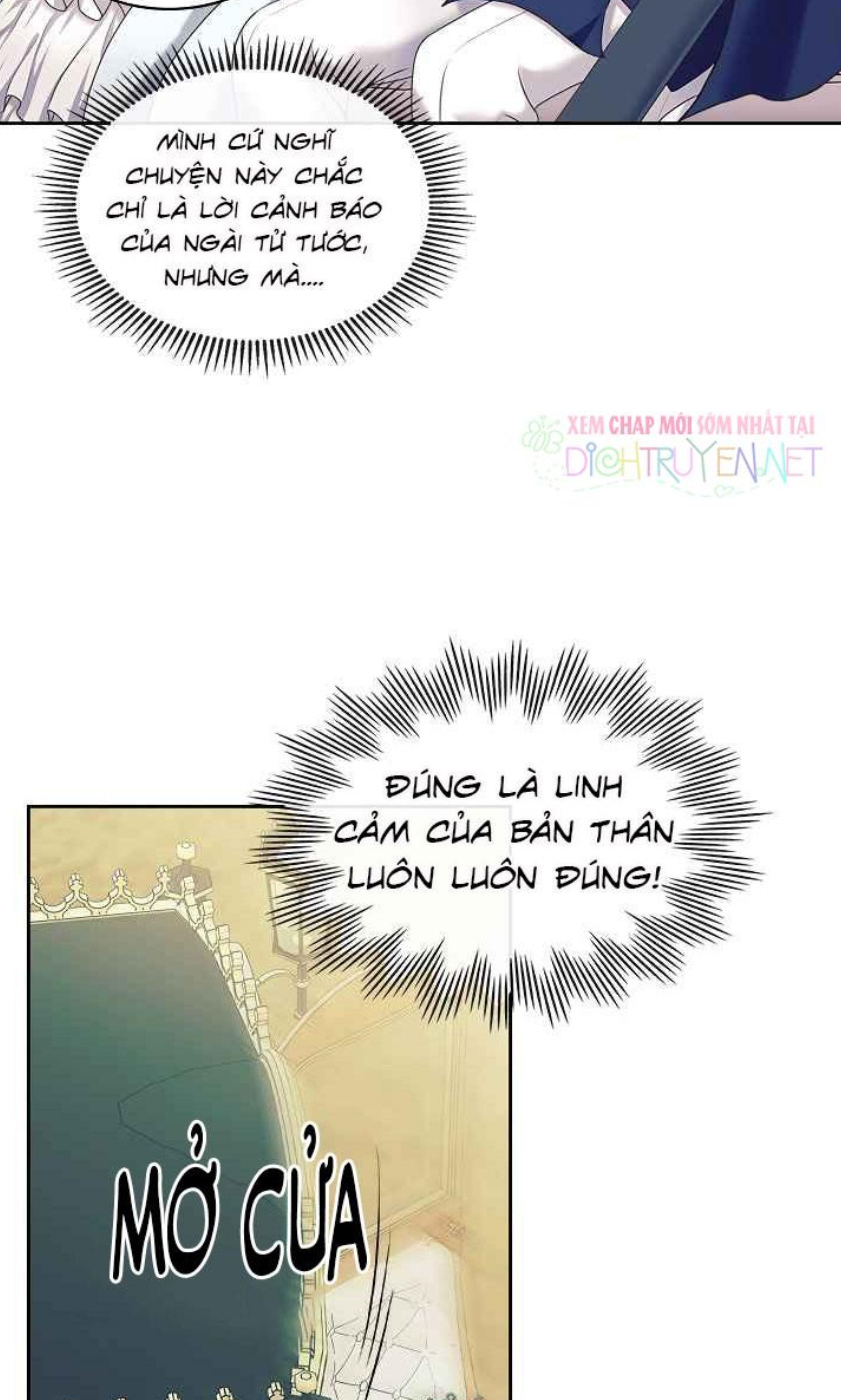 MÌNH CỨ NGHĨ
CHUYỆN NÀY CHẮC
CHỈ LÀ LỜI CẢNH BÁO
CỦA NGÀI TỬ TƯỚC,
NHƯNG MÀ....
XEM CHAP MỚI SỚM NHẤT TẠI
DICHTRUYEN.NET
ĐÚNG LÀ LINH
CẢM CỦA BẢN THÂN
LUÔN LUÔN ĐÚNG!
MỞ CỬA